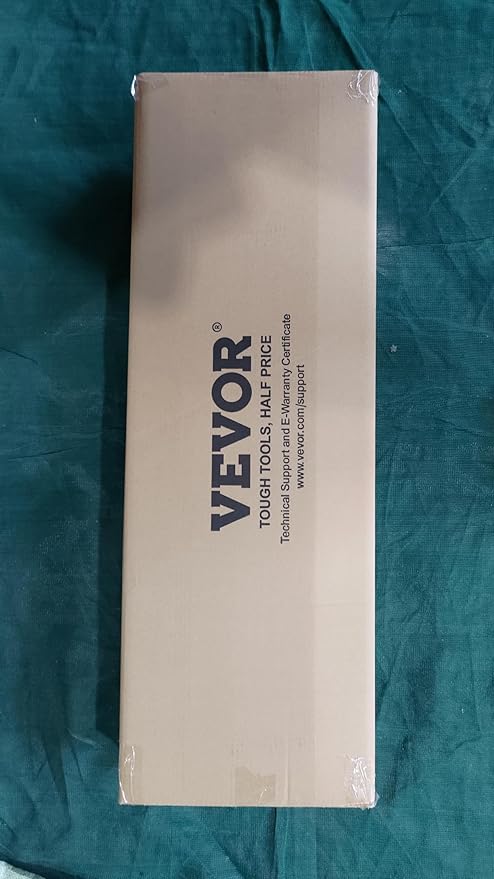 VEVOR®
TOUGH TOOLS, HALF PRICE
Technical Support and E-Warranty Certificate
www.vevor.com/support